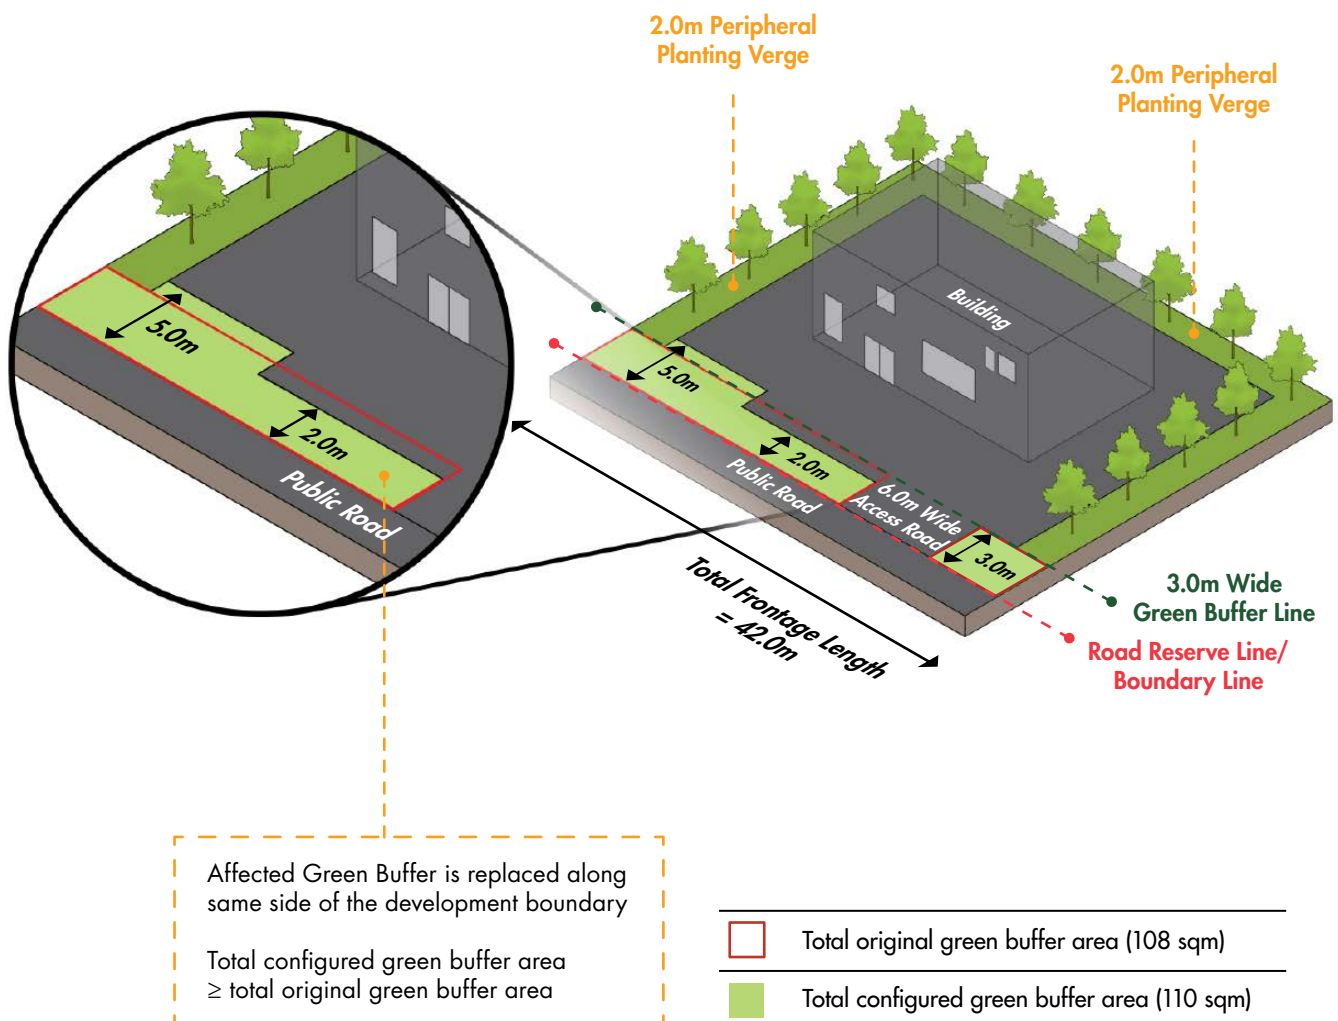 2.0m Peripheral
Planting Verge
2.0m Peripheral
Planting Verge
5.0m
2.0m
Public Road
Building
5.0m
2.0m
Public Road
6.0m Wide
Access Road
3.0m
Total Frontage Length
= 42.0m
3.0m Wide
Green Buffer Line
Road Reserve Line/
Boundary Line
Affected Green Buffer is replaced along
same side of the development boundary
Total configured green buffer area
≥ total original green buffer area
Total original green buffer area (108 sqm)
Total configured green buffer area (110 sqm)